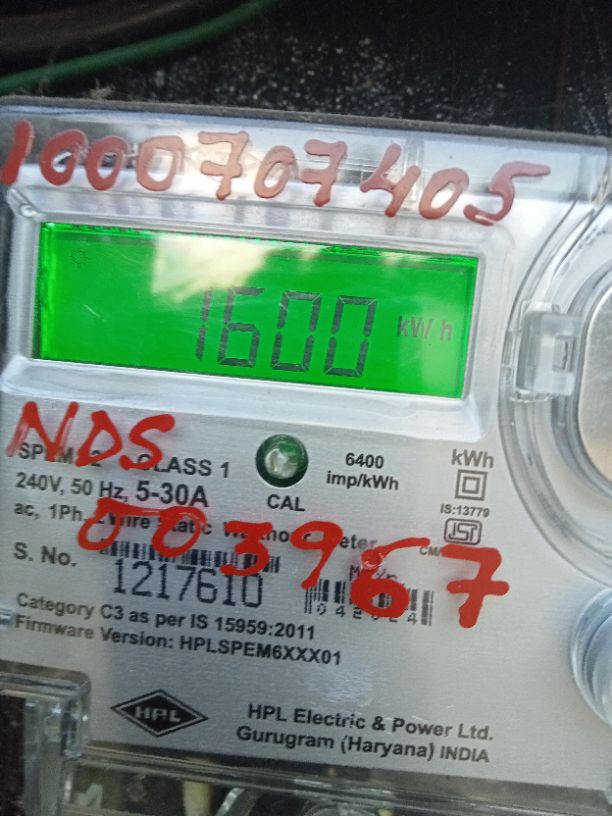 1000707405
1600 kWh
NDS
CLASS 1
240V, 50 Hz, 5-30A
ac, 1Ph,
CAL
6400
imp/kWh
kWh
IS:13779
003967
S. No.
1217610
Category C3 as per IS 15959:2011
Firmware Version: HPLSPEM6XXX01
HPL
HPL Electric & Power Ltd.
Gurugram (Haryana) INDIA